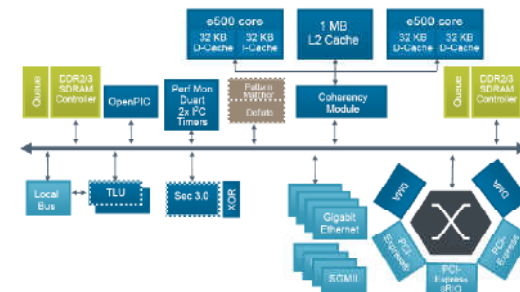 e500 core
32 KB
D-Cache
32 KB
I-Cache
1 MB
L2 Cache
e500 core
32 KB
D-Cache
32 KB
D-Cache
Queue
DDR2/3
SDRAM
Controller
OpenPIC
Perf Mon
Duart
2x I²C
Timers
Pattern
Matcher
Deflate
Coherency
Module
Queue
DDR2/3
SDRAM
Controller
Local
Bus
TLU
Sec 3.0
XOR
Gigabit
Ethernet
SGMII
DMA
DMA
PCI-
Express
PCI-
Express
sRIO
PCI-
Express